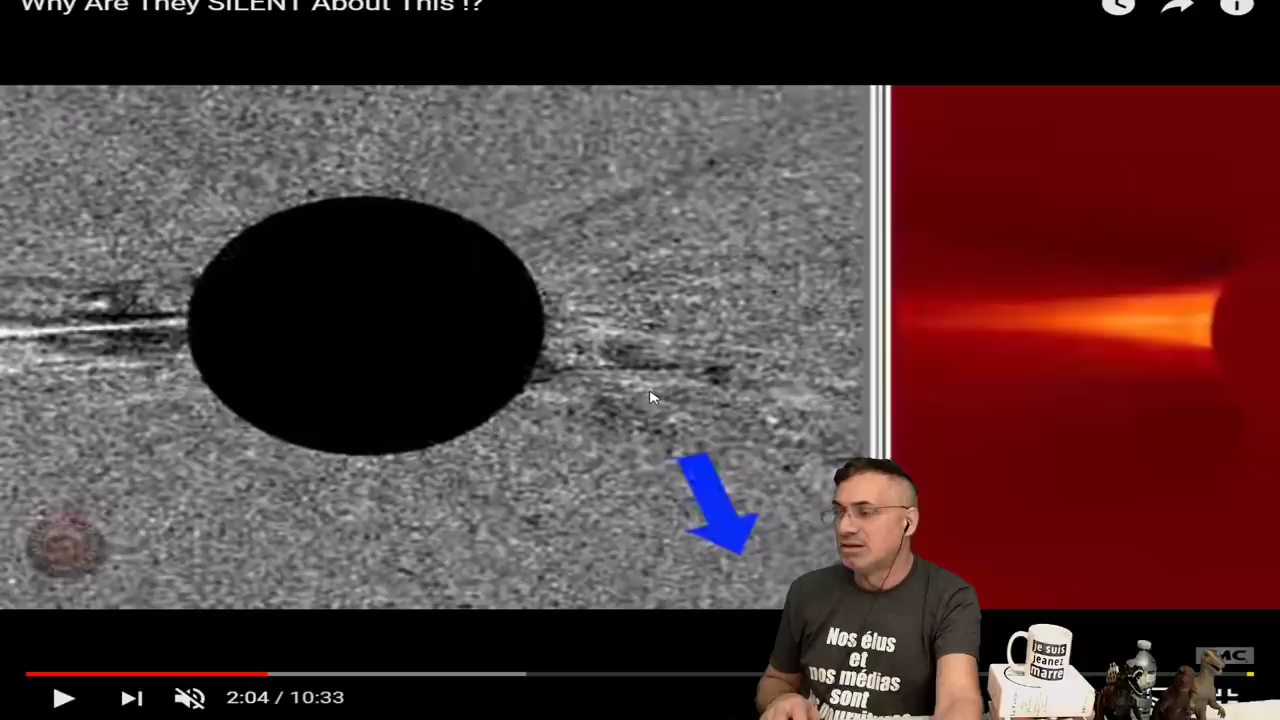 Why Are They SILENT About This !?
Nos élus
et
nos médias
sont
je suis
jeanez
marre
2:04 / 10:33